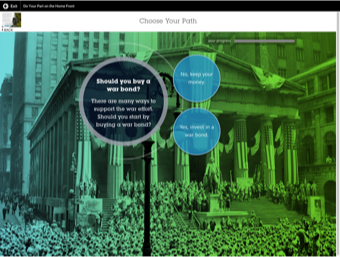 Exit
Do Your Part on the Home Front
BACK
Choose Your Path
your progress:
Should you buy a
war bond?
There are many ways to
support the war effort.
Should you start by
buying a war bond?
No, keep your
money.
Yes, invest in a
war bond.